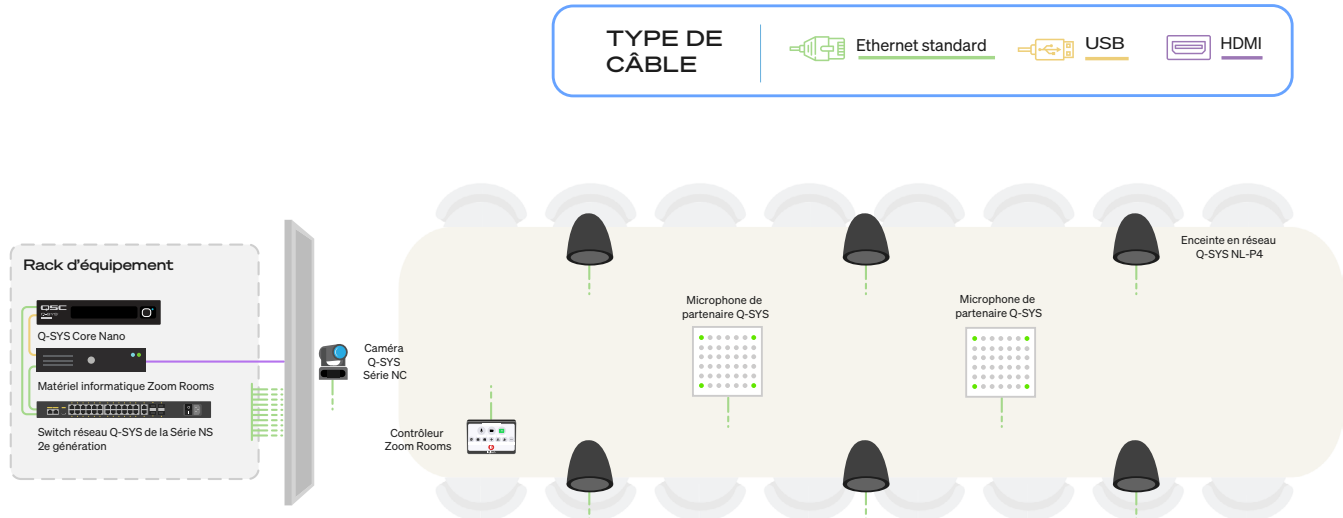 TYPE DE
CÂBLE
Ethernet standard
USB
HDMI
Rack d'équipement
QSC
Q-SYS Core Nano
Matériel informatique Zoom Rooms
Switch réseau Q-SYS de la Série NS
2e génération
Caméra
Q-SYS
Série NC
Contrôleur
Zoom Rooms
Microphone de
partenaire Q-SYS
Microphone de
partenaire Q-SYS
Enceinte en réseau
Q-SYS NL-P4